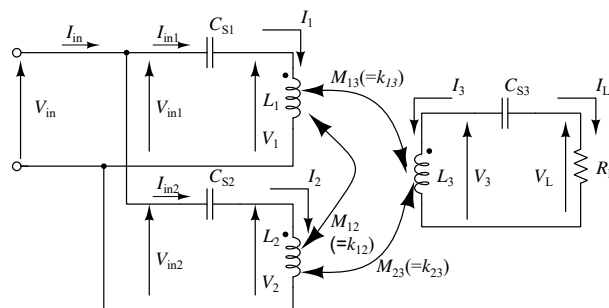 I_in I_in1 C_S1 I_1
V_in V_in1 V_1 L_1
M_13(=k_13)
I_3 C_S3 I_L
V_3 V_L L_3
I_in2 C_S2 I_2
V_in2 V_2 L_2
M_12
(=k_12)
M_23(=k_23)